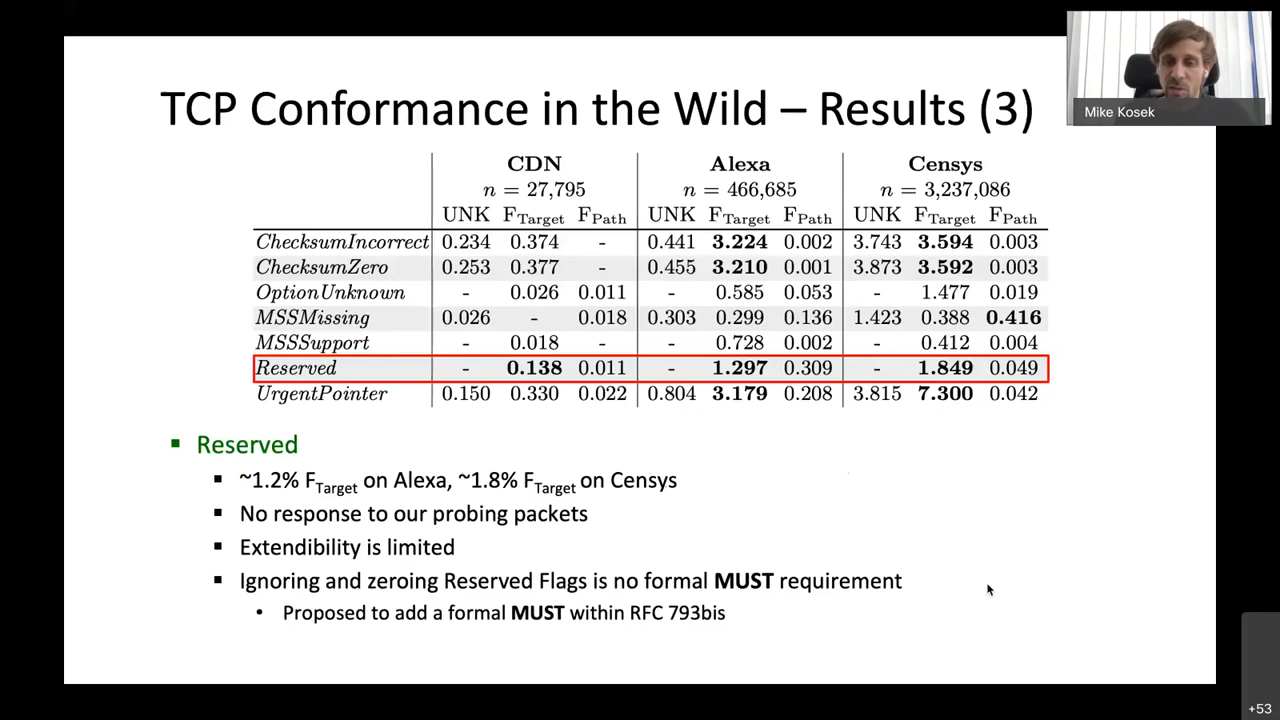 Mike Kosek
TCP Conformance in the Wild – Results (3)
CDN Alexa Censys
n = 27,795 n = 466,685 n = 3,237,086
UNK FTarget FPath UNK FTarget FPath UNK FTarget FPath
ChecksumIncorrect 0.234 0.374 - 0.441 3.224 0.002 3.743 3.594 0.003
ChecksumZero 0.253 0.377 - 0.455 3.210 0.001 3.873 3.592 0.003
OptionUnknown - 0.026 0.011 - 0.585 0.053 - 1.477 0.019
MSSMissing 0.026 - 0.018 0.303 0.299 0.136 1.423 0.388 0.416
MSSSupport - 0.018 - - 0.728 0.002 - 0.412 0.004
Reserved - 0.138 0.011 - 1.297 0.309 - 1.849 0.049
UrgentPointer 0.150 0.330 0.022 0.804 3.179 0.208 3.815 7.300 0.042
▪ Reserved
▪ ~1.2% FTarget on Alexa, ~1.8% FTarget on Censys
▪ No response to our probing packets
▪ Extendibility is limited
▪ Ignoring and zeroing Reserved Flags is no formal MUST requirement
• Proposed to add a formal MUST within RFC 793bis
+53